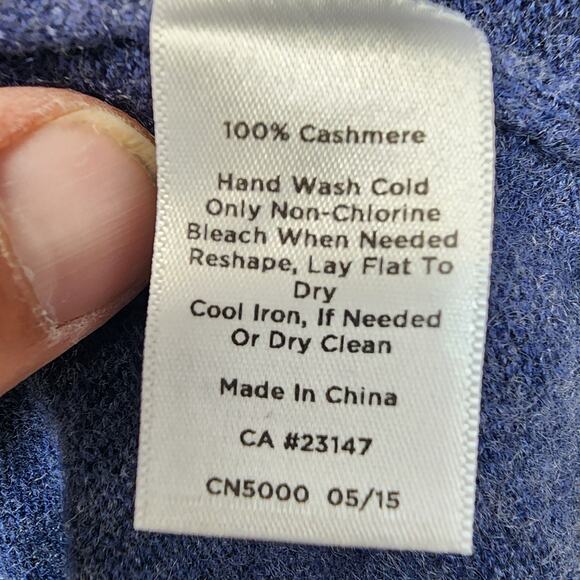 100% Cashmere
Hand Wash Cold
Only Non-Chlorine
Bleach When Needed
Reshape, Lay Flat To
Dry
Cool Iron, If Needed
Or Dry Clean
Made In China
CA #23147
CN5000 05/15